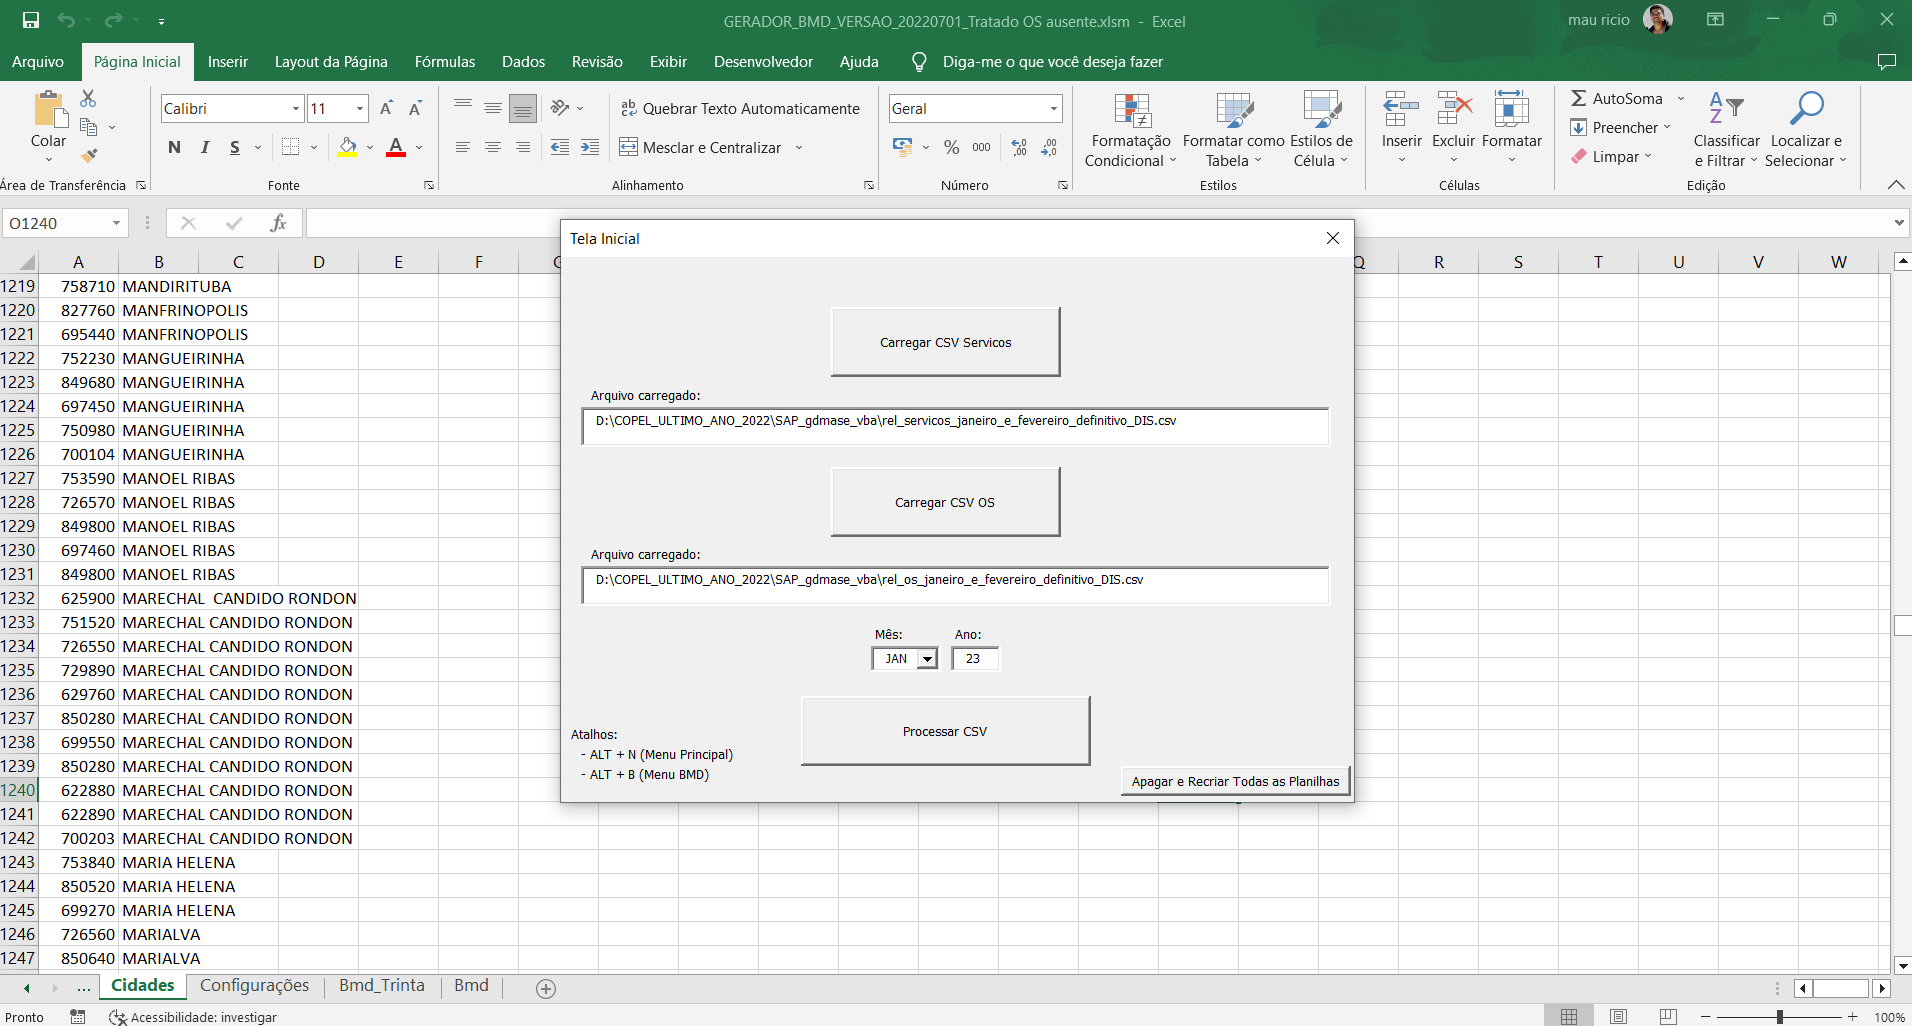 GERADOR_BMD_VERSAO_20220701_Tratado OS ausente.xlsm - Excel
mau ricio
Arquivo Página Inicial Inserir Layout da Página Fórmulas Dados Revisão Exibir Desenvolvedor Ajuda Diga-me o que você deseja fazer
Colar
Área de Transferência
Calibri 11
N I S
Fonte
Quebrar Texto Automaticamente
Mesclar e Centralizar
Alinhamento
Geral
% 000
Número
Formatação Condicional
Formatar como Tabela
Estilos de Célula
Estilos
Inserir Excluir Formatar
Células
AutoSoma
Preencher
Limpar
Classificar e Filtrar
Localizar e Selecionar
Edição
O1240
fx
A B C D E F G Q R S T U V W
1219 758710 MANDIRITUBA
1220 827760 MANFRINOPOLIS
1221 695440 MANFRINOPOLIS
1222 752230 MANGUEIRINHA
1223 849680 MANGUEIRINHA
1224 697450 MANGUEIRINHA
1225 750980 MANGUEIRINHA
1226 700104 MANGUEIRINHA
1227 753590 MANOEL RIBAS
1228 726570 MANOEL RIBAS
1229 849800 MANOEL RIBAS
1230 697460 MANOEL RIBAS
1231 849800 MANOEL RIBAS
1232 625900 MARECHAL  CANDIDO RONDON
1233 751520 MARECHAL CANDIDO RONDON
1234 726550 MARECHAL CANDIDO RONDON
1235 729890 MARECHAL CANDIDO RONDON
1236 629760 MARECHAL CANDIDO RONDON
1237 850280 MARECHAL CANDIDO RONDON
1238 699550 MARECHAL CANDIDO RONDON
1239 850280 MARECHAL CANDIDO RONDON
1240 622880 MARECHAL CANDIDO RONDON
1241 622890 MARECHAL CANDIDO RONDON
1242 700203 MARECHAL CANDIDO RONDON
1243 753840 MARIA HELENA
1244 850520 MARIA HELENA
1245 699270 MARIA HELENA
1246 726560 MARIALVA
1247 850640 MARIALVA
Tela Inicial
Carregar CSV Servicos
Arquivo carregado:
D:\COPEL_ULTIMO_ANO_2022\SAP_gdmase_vba\rel_servicos_janeiro_e_fevereiro_definitivo_DIS.csv
Carregar CSV OS
Arquivo carregado:
D:\COPEL_ULTIMO_ANO_2022\SAP_gdmase_vba\rel_os_janeiro_e_fevereiro_definitivo_DIS.csv
Mês: Ano:
JAN 23
Processar CSV
Atalhos:
- ALT + N (Menu Principal)
- ALT + B (Menu BMD)
Apagar e Recriar Todas as Planilhas
... Cidades Configurações Bmd_Trinta Bmd
Pronto Acessibilidade: investigar 100%